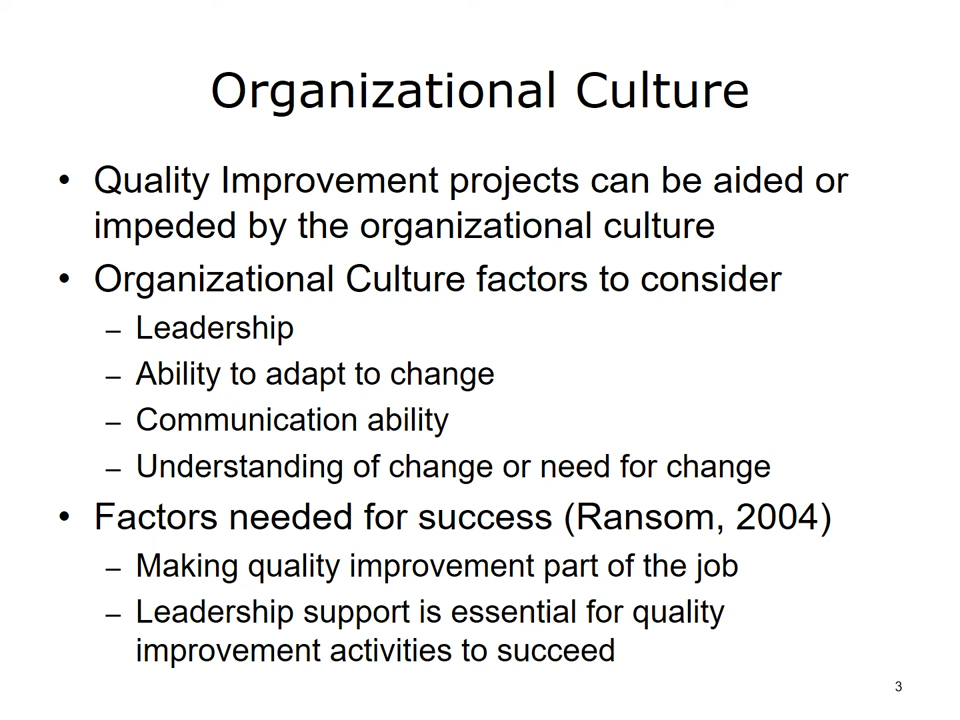 Organizational Culture
• Quality Improvement projects can be aided or
impeded by the organizational culture
• Organizational Culture factors to consider
– Leadership
– Ability to adapt to change
– Communication ability
– Understanding of change or need for change
• Factors needed for success (Ransom, 2004)
– Making quality improvement part of the job
– Leadership support is essential for quality
improvement activities to succeed
3